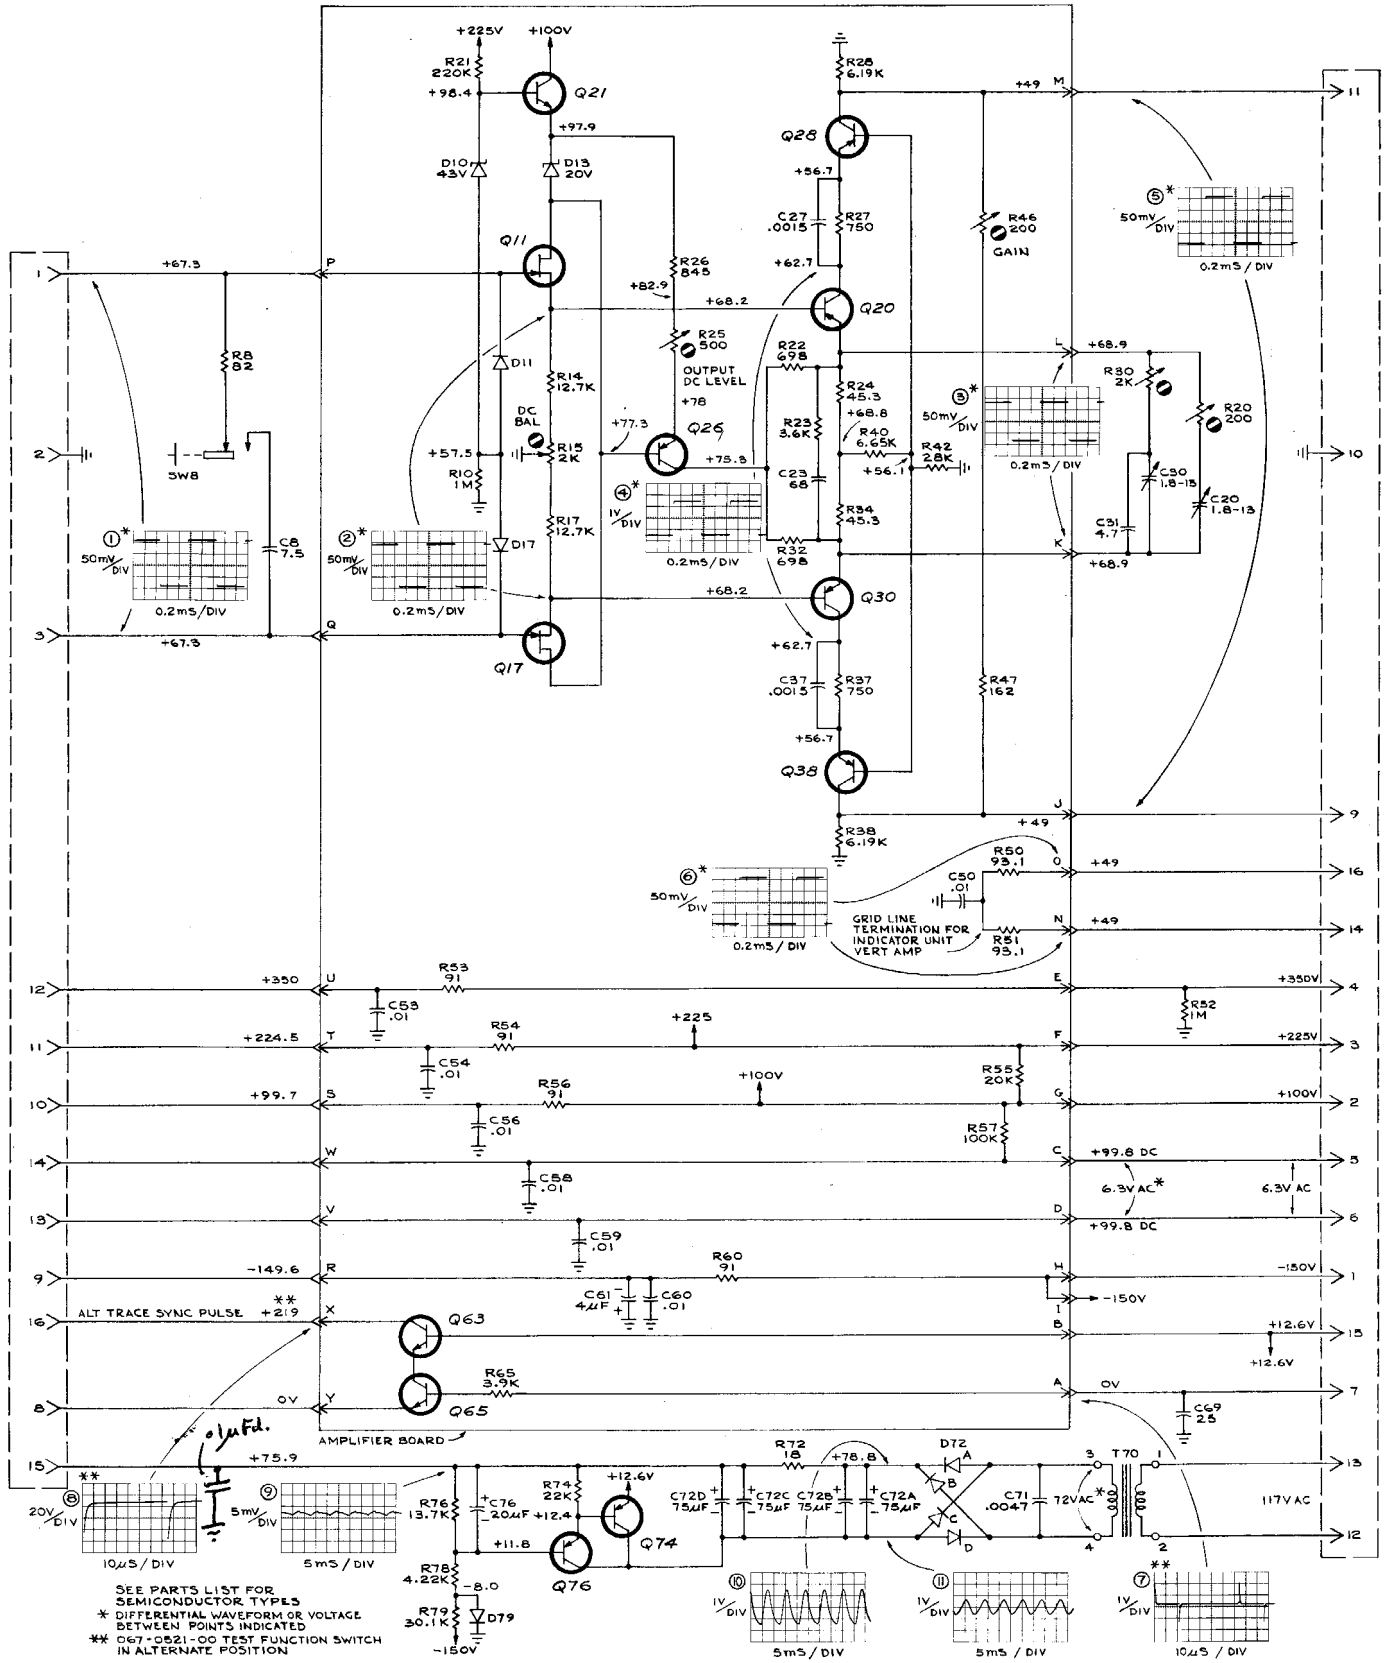 +225V
+100V
R21
220K
+98.4
Q21
+97.9
D10
43V
D13
20V
Q11
R28
6.19K
+49
M
11
Q28
+56.7
C27
.0015
R27
750
+62.7
R46
200
GAIN
⑤*
50mV/DIV
0.2mS/DIV
1
+67.3
P
R26
845
+82.9
+68.2
Q20
R8
82
D11
R14
12.7K
R25
500
OUTPUT
DC LEVEL
+78
R22
698
R24
45.3
L
+68.9
R30
2K
R20
200
③*
50mV/DIV
0.2mS/DIV
DC
BAL
+77.3
Q26
+75.3
R23
3.6K
+68.8
R40
6.65K
R42
28K
+56.1
2
SW8
+57.5
R10
1M
R15
2K
10
C23
68
④*
1V/DIV
0.2mS/DIV
R34
45.3
C30
1.8-13
C20
1.8-13
C31
4.7
①*
50mV/DIV
0.2mS/DIV
C8
7.5
②*
50mV/DIV
0.2mS/DIV
D17
R17
12.7K
R32
698
K
+68.9
+68.2
Q30
3
+67.3
Q
Q17
+62.7
C37
.0015
R37
750
R47
162
+56.7
Q38
J
+49
9
R38
6.19K
⑥*
50mV/DIV
0.2mS/DIV
R50
93.1
O
+49
16
C50
.01
GRID LINE
TERMINATION FOR
INDICATOR UNIT
VERT AMP
R51
93.1
N
+49
14
12
+350
U
R53
91
E
+350V
4
C53
.01
R52
1M
11
+224.5
T
R54
91
+225
F
+225V
3
C54
.01
R55
20K
10
+99.7
S
R56
91
+100V
G
+100V
2
C56
.01
R57
100K
14
W
C
+99.8 DC
5
C58
.01
6.3V AC*
6.3V AC
13
V
D
+99.8 DC
6
C59
.01
9
-149.6
R
R60
91
H
-150V
1
C61
4µF
C60
.01
-150V
I
**
16
ALT TRACE SYNC PULSE
+219
X
Q63
B
+12.6V
15
+12.6V
8
0V
Y
Q65
R65
3.9K
A
0V
7
C69
25
AMPLIFIER BOARD
.01µFd.
15
+75.9
⑧**
20V/DIV
10µS/DIV
⑨
5mV/DIV
5mS/DIV
R76
13.7K
C76
20µF
R74
22K
+12.6V
+12.4
Q74
+11.8
Q76
R78
4.22K
-8.0
R79
30.1K
D79
-150V
R72
18
+78.8
C72D
75µF
C72C
75µF
C72B
75µF
C72A
75µF
D72
A
B
C
D
C71
.0047
3
T70
1
72VAC
*
4
2
13
117VAC
12
⑩
1V/DIV
5mS/DIV
⑪
1V/DIV
5mS/DIV
⑦**
1V/DIV
10µS/DIV
SEE PARTS LIST FOR
SEMICONDUCTOR TYPES
* DIFFERENTIAL WAVEFORM OR VOLTAGE
BETWEEN POINTS INDICATED
** 067-0521-00 TEST FUNCTION SWITCH
IN ALTERNATE POSITION